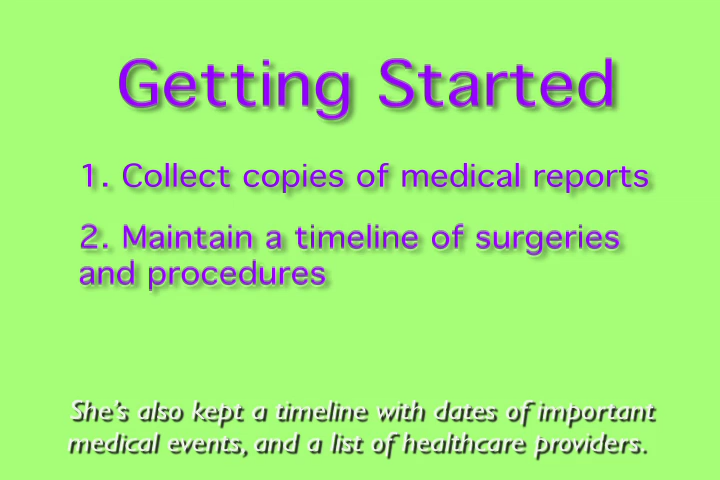 Getting Started
1. Collect copies of medical reports
2. Maintain a timeline of surgeries
and procedures
She's also kept a timeline with dates of important
medical events, and a list of healthcare providers.